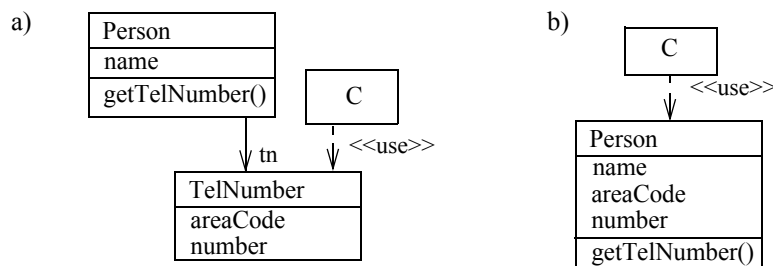 a)
Person
name
getTelNumber()
C
tn
<<use>>
TelNumber
areaCode
number
b)
C
<<use>>
Person
name
areaCode
number
getTelNumber()